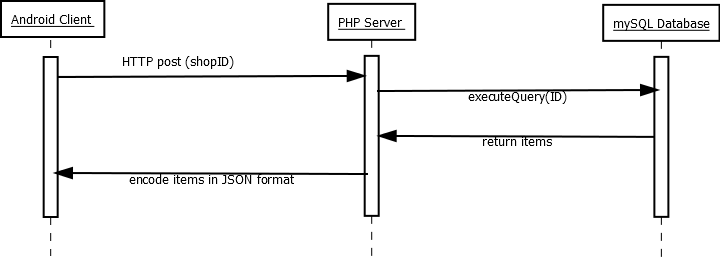 Android Client
PHP Server
mySQL Database
HTTP post (shopID)
executeQuery(ID)
return items
encode items in JSON format